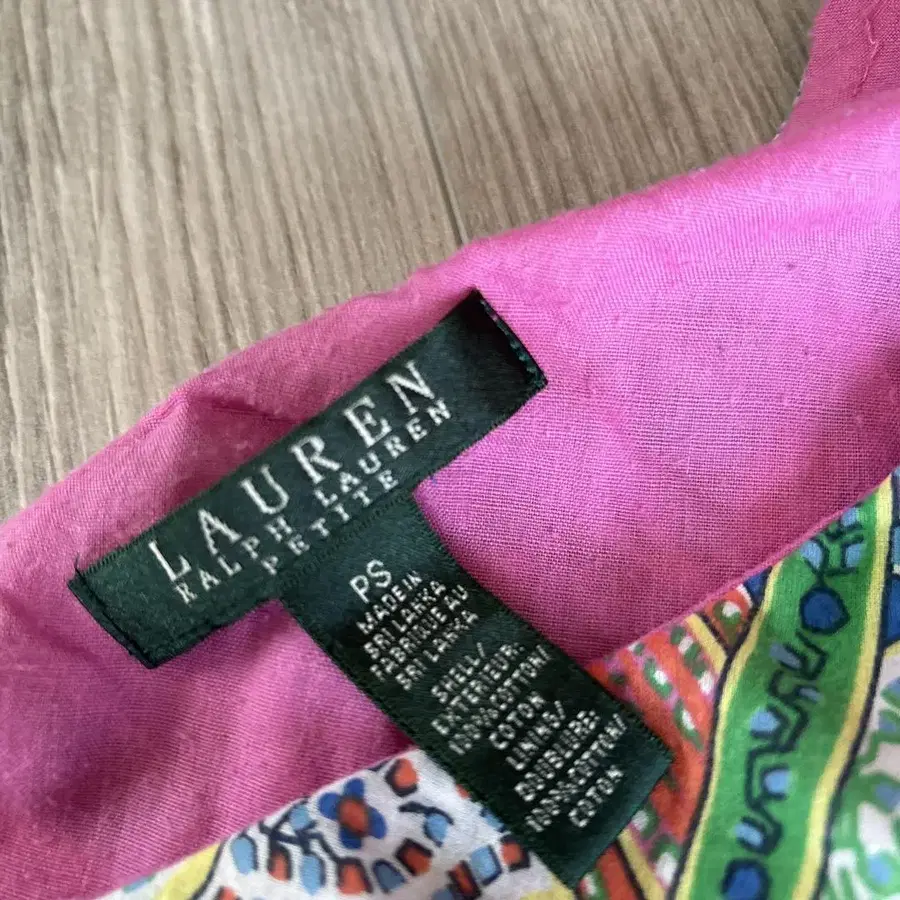 LAUREN
RALPH LAUREN
PETITE
PS
MADE IN
SRI LANKA
FABRIQUE AU
SRI LANKA
SHELL/
EXTERIEUR:
100% COTTON/
COTON
LINING/
DOUBLURE:
100% COTTON/
COTON